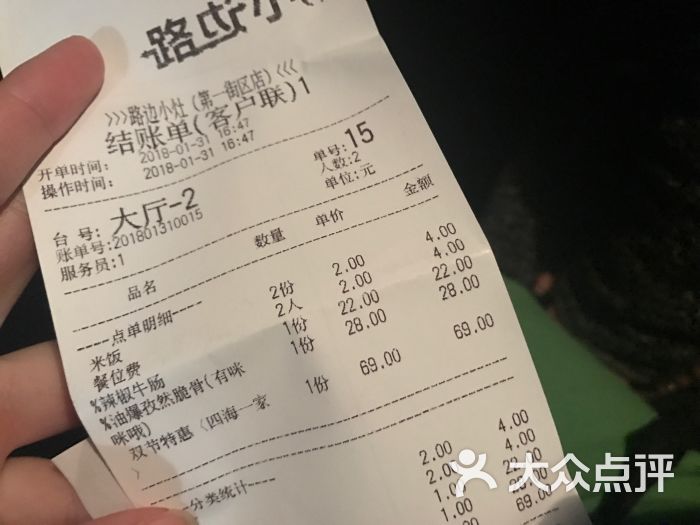 路边小
>>>路边小灶(第一街区店)<<<
结账单(客户联)1
开单时间: 2018-01-31 16:47
操作时间: 2018-01-31 16:47
台 号: 大厅-2 单号:15
账单号:201801310015 人数:2
服务员:1 单位:元
品名 数量 单价 金额
-----点单明细-----
米饭 2份 2.00 4.00
餐位费 2人 2.00 4.00
%辣椒牛肠 1份 22.00 22.00
%油爆孜然脆骨(有咪 1份 28.00 28.00
咪哦)
双节特惠〈四海一家 1份 69.00 69.00
〉
-----分类统计-----
2.00 4.00
2.00 4.00
1.00 22.00
1.00
69.00
大众点评